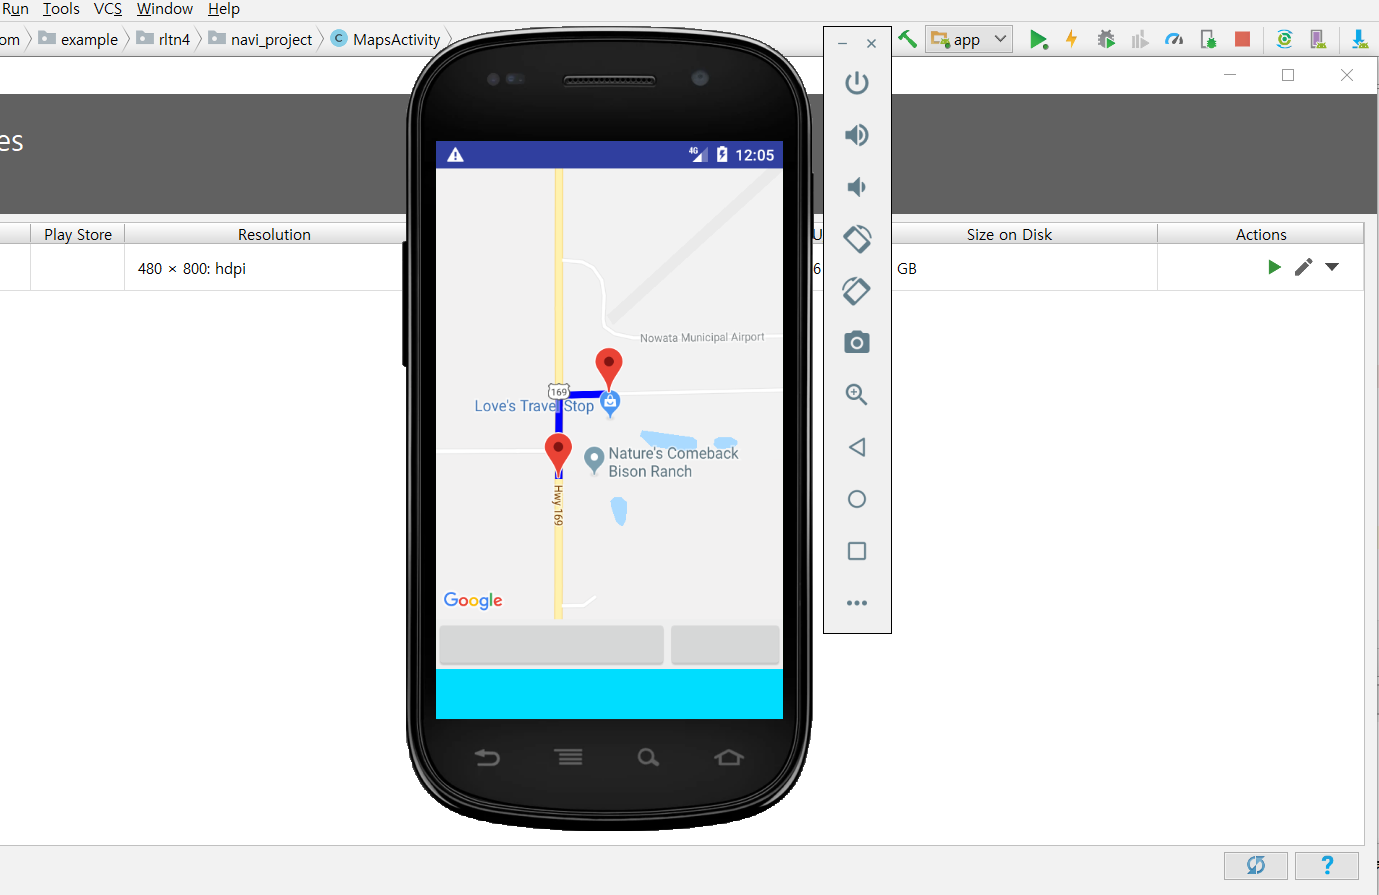 Run Tools VCS Window Help
om example rltn4 navi_project C MapsActivity
app
es
12:05
4G
Play Store Resolution U Size on Disk Actions
480 × 800: hdpi 6 GB
Nowata Municipal Airport
169
Love's Travel Stop
Nature's Comeback
Bison Ranch
Hwy 169
Google
?